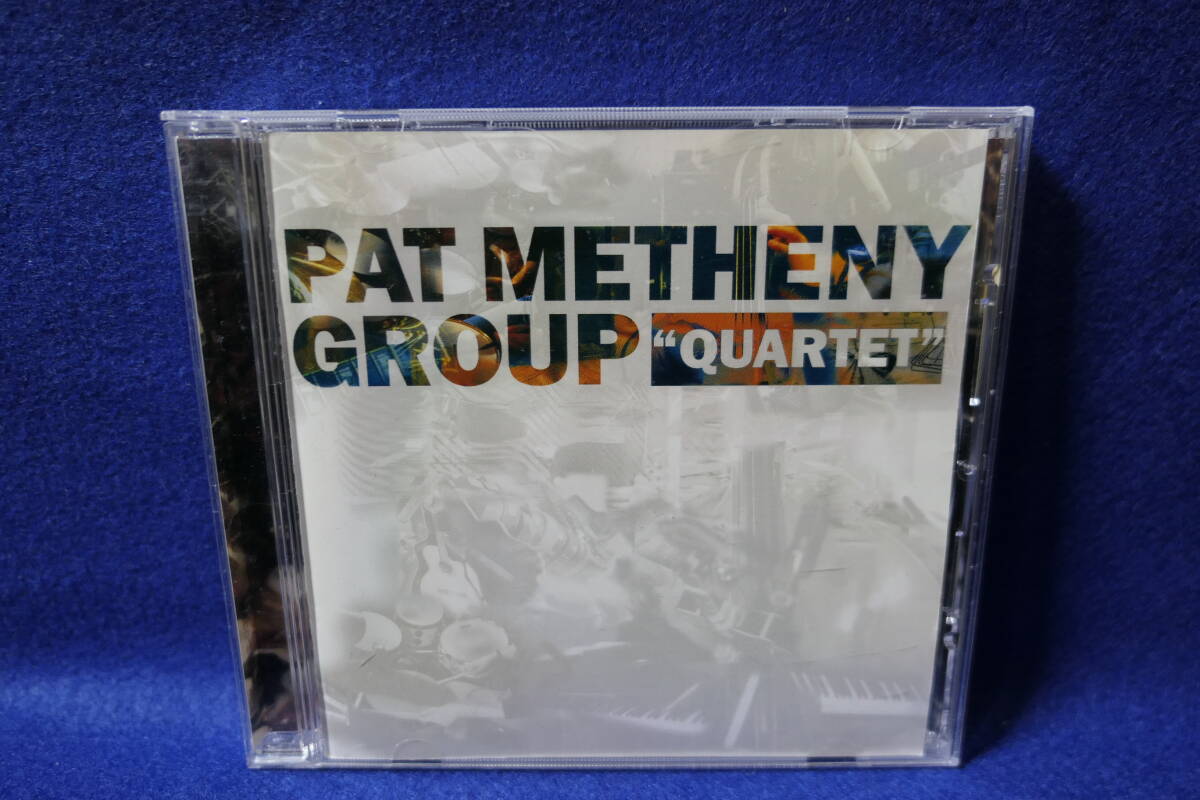 PAT METHENY
GROUP “QUARTET”